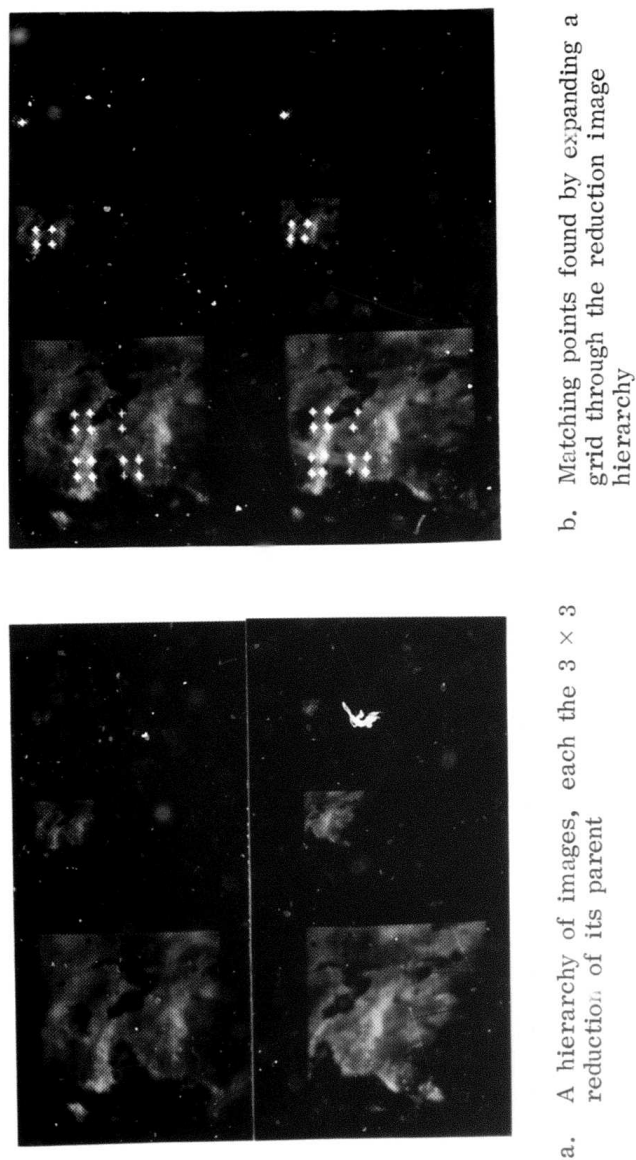 a. A hierarchy of images, each the 3 × 3
reduction of its parent
b. Matching points found by expanding a
grid through the reduction image
hierarchy